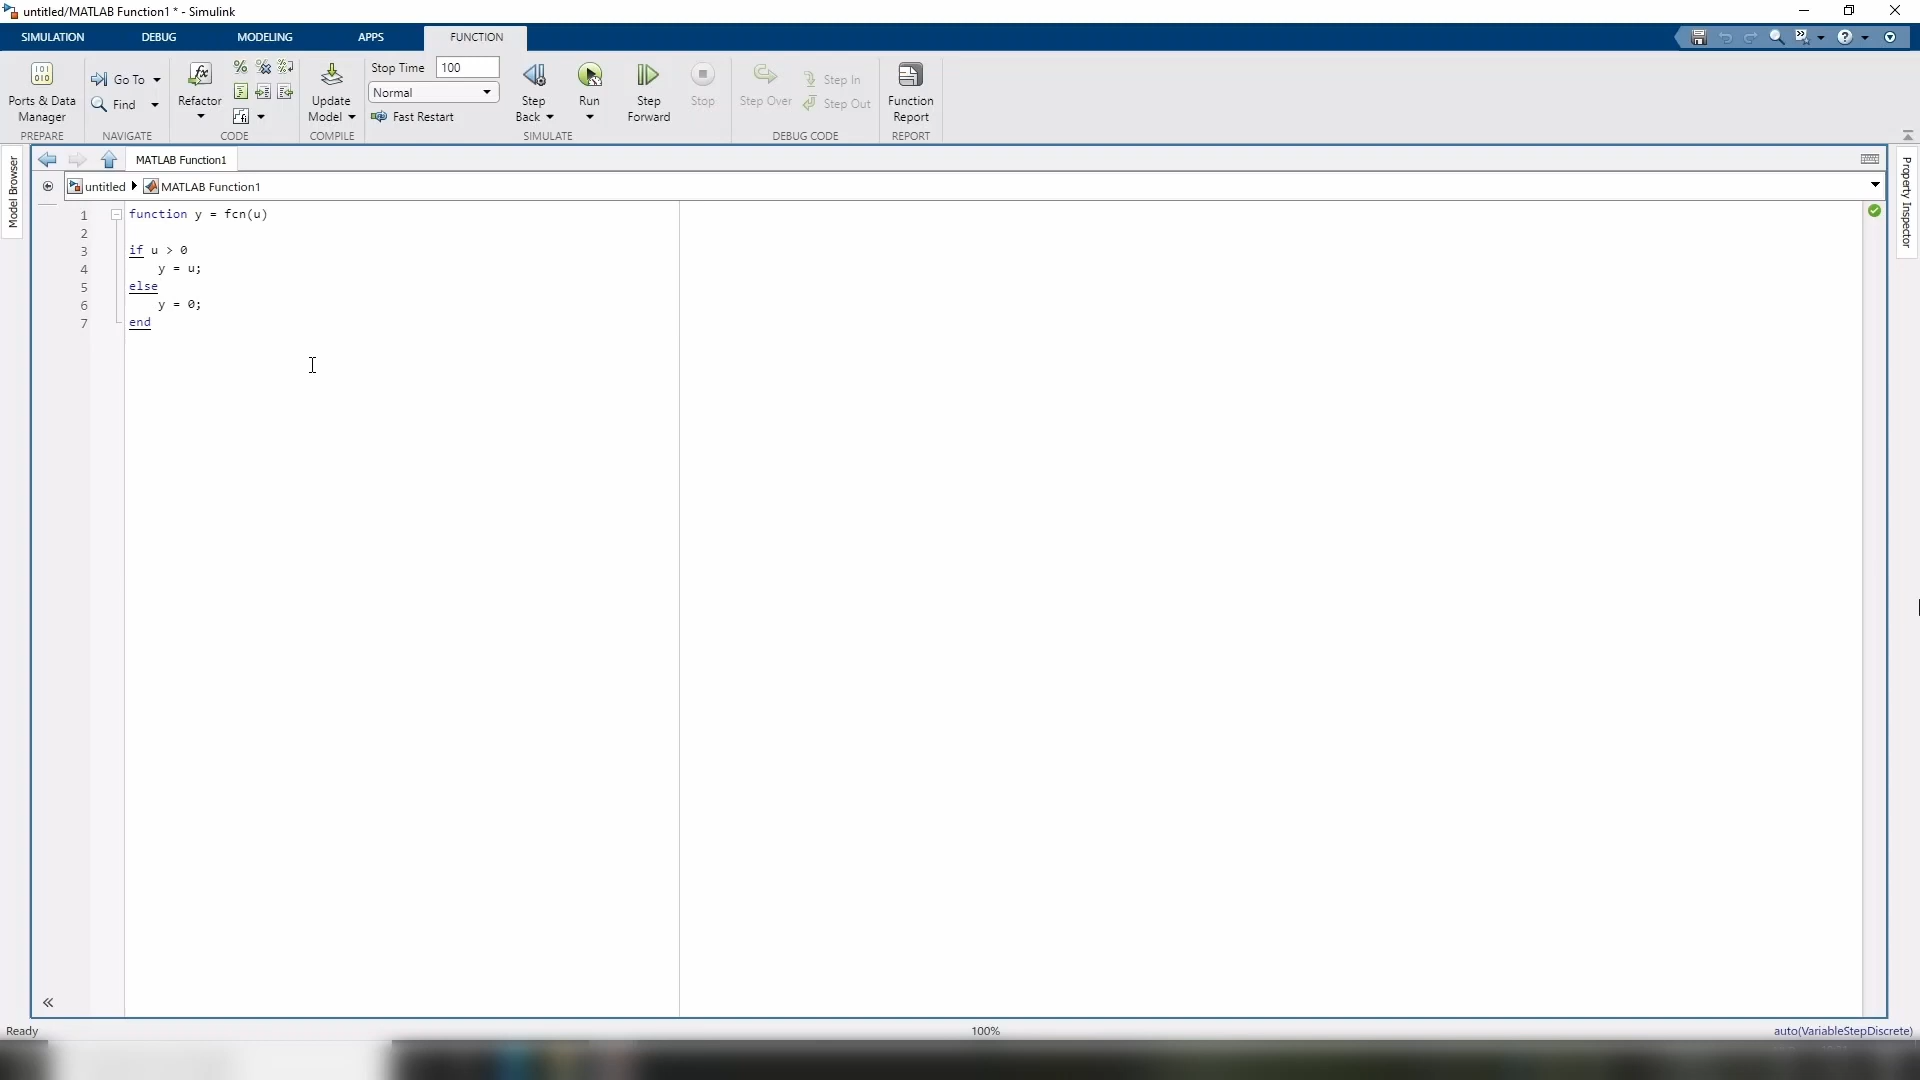 untitled/MATLAB Function1 * - Simulink
SIMULATION DEBUG MODELING APPS FUNCTION
Ports & Data Manager
PREPARE
Go To
Find
NAVIGATE
Refactor
CODE
Update Model
COMPILE
Stop Time 100
Normal
Fast Restart
Step Back
Run
Step Forward
Stop
SIMULATE
Step Over
Step In
Step Out
DEBUG CODE
Function Report
REPORT
Model Browser
MATLAB Function1
untitled MATLAB Function1
Property Inspector
1 function y = fcn(u)
2
3 if u > 0
4 y = u;
5 else
6 y = 0;
7 end
Ready 100% auto(VariableStepDiscrete)